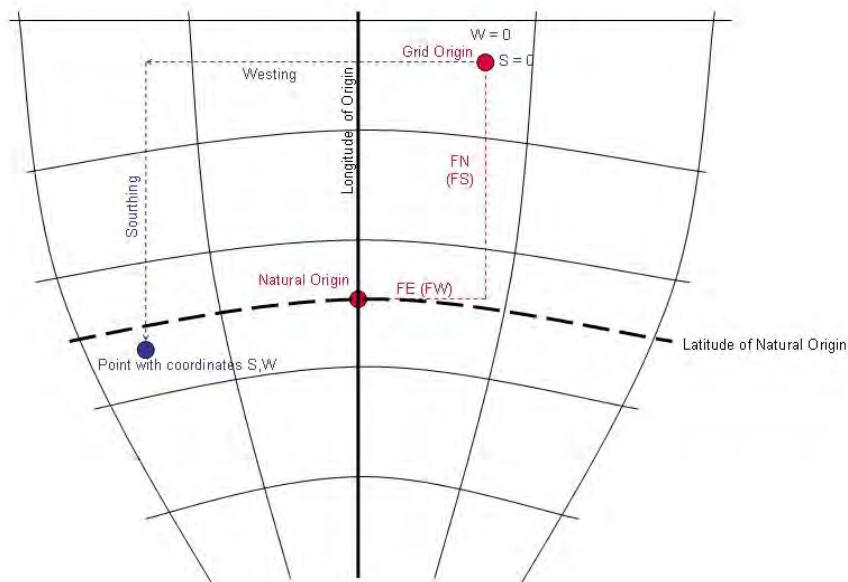 W = 0
Grid Origin
S = 0
Westing
Longitude of Origin
FN
(FS)
Sourthing
Natural Origin
FE (FW)
Latitude of Natural Origin
Point with coordinates S,W